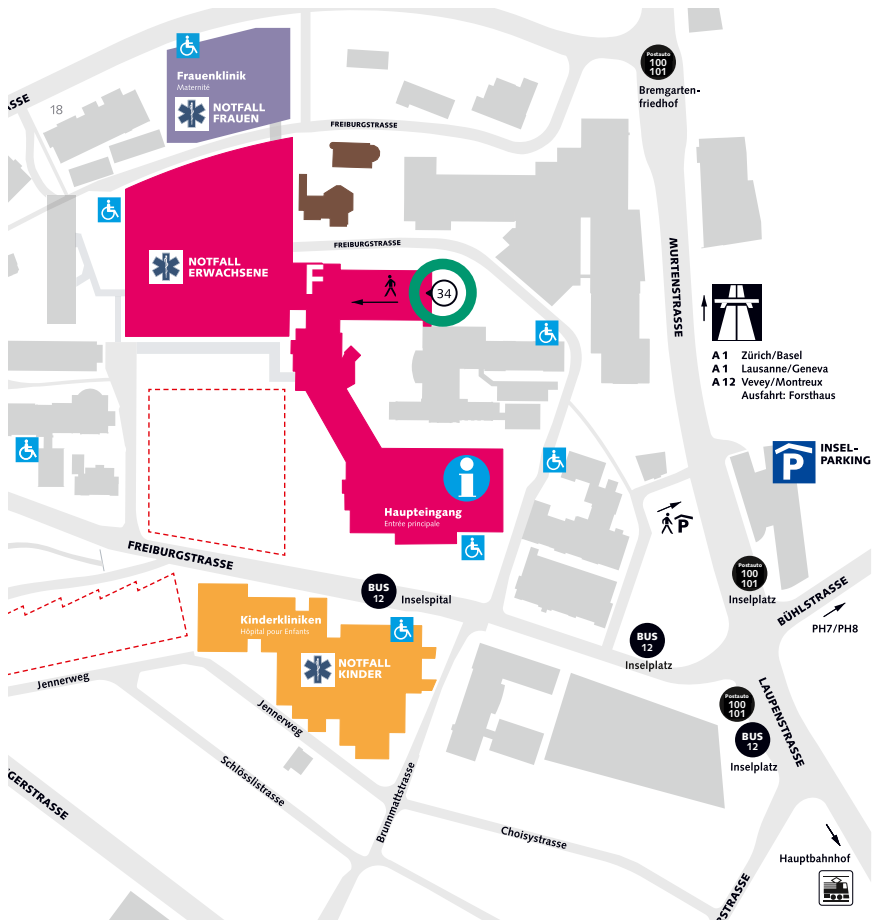 Postauto
100
101
Bremgarten-
friedhof
Frauenklinik
Maternité
NOTFALL
FRAUEN
18
FREIBURGSTRASSE
NOTFALL
ERWACHSENE
FREIBURGSTRASSE
F
34
MURTENSTRASSE
A 1 Zürich/Basel
A 1 Lausanne/Geneva
A 12 Vevey/Montreux
Ausfahrt: Forsthaus
P
INSEL-
PARKING
i
Haupteingang
Entrée principale
P
FREIBURGSTRASSE
BUS
12
Inselspital
Postauto
100
101
Inselplatz
BÜHLSTRASSE
PH7/PH8
Kinderkliniken
Hôpital pour Enfants
NOTFALL
KINDER
BUS
12
Inselplatz
Jennerweg
Jennerweg
Postauto
100
101
BUS
12
Inselplatz
LAUPENSTRASSE
Schlösslistrasse
Brunnmattstrasse
Choisystrasse
Hauptbahnhof